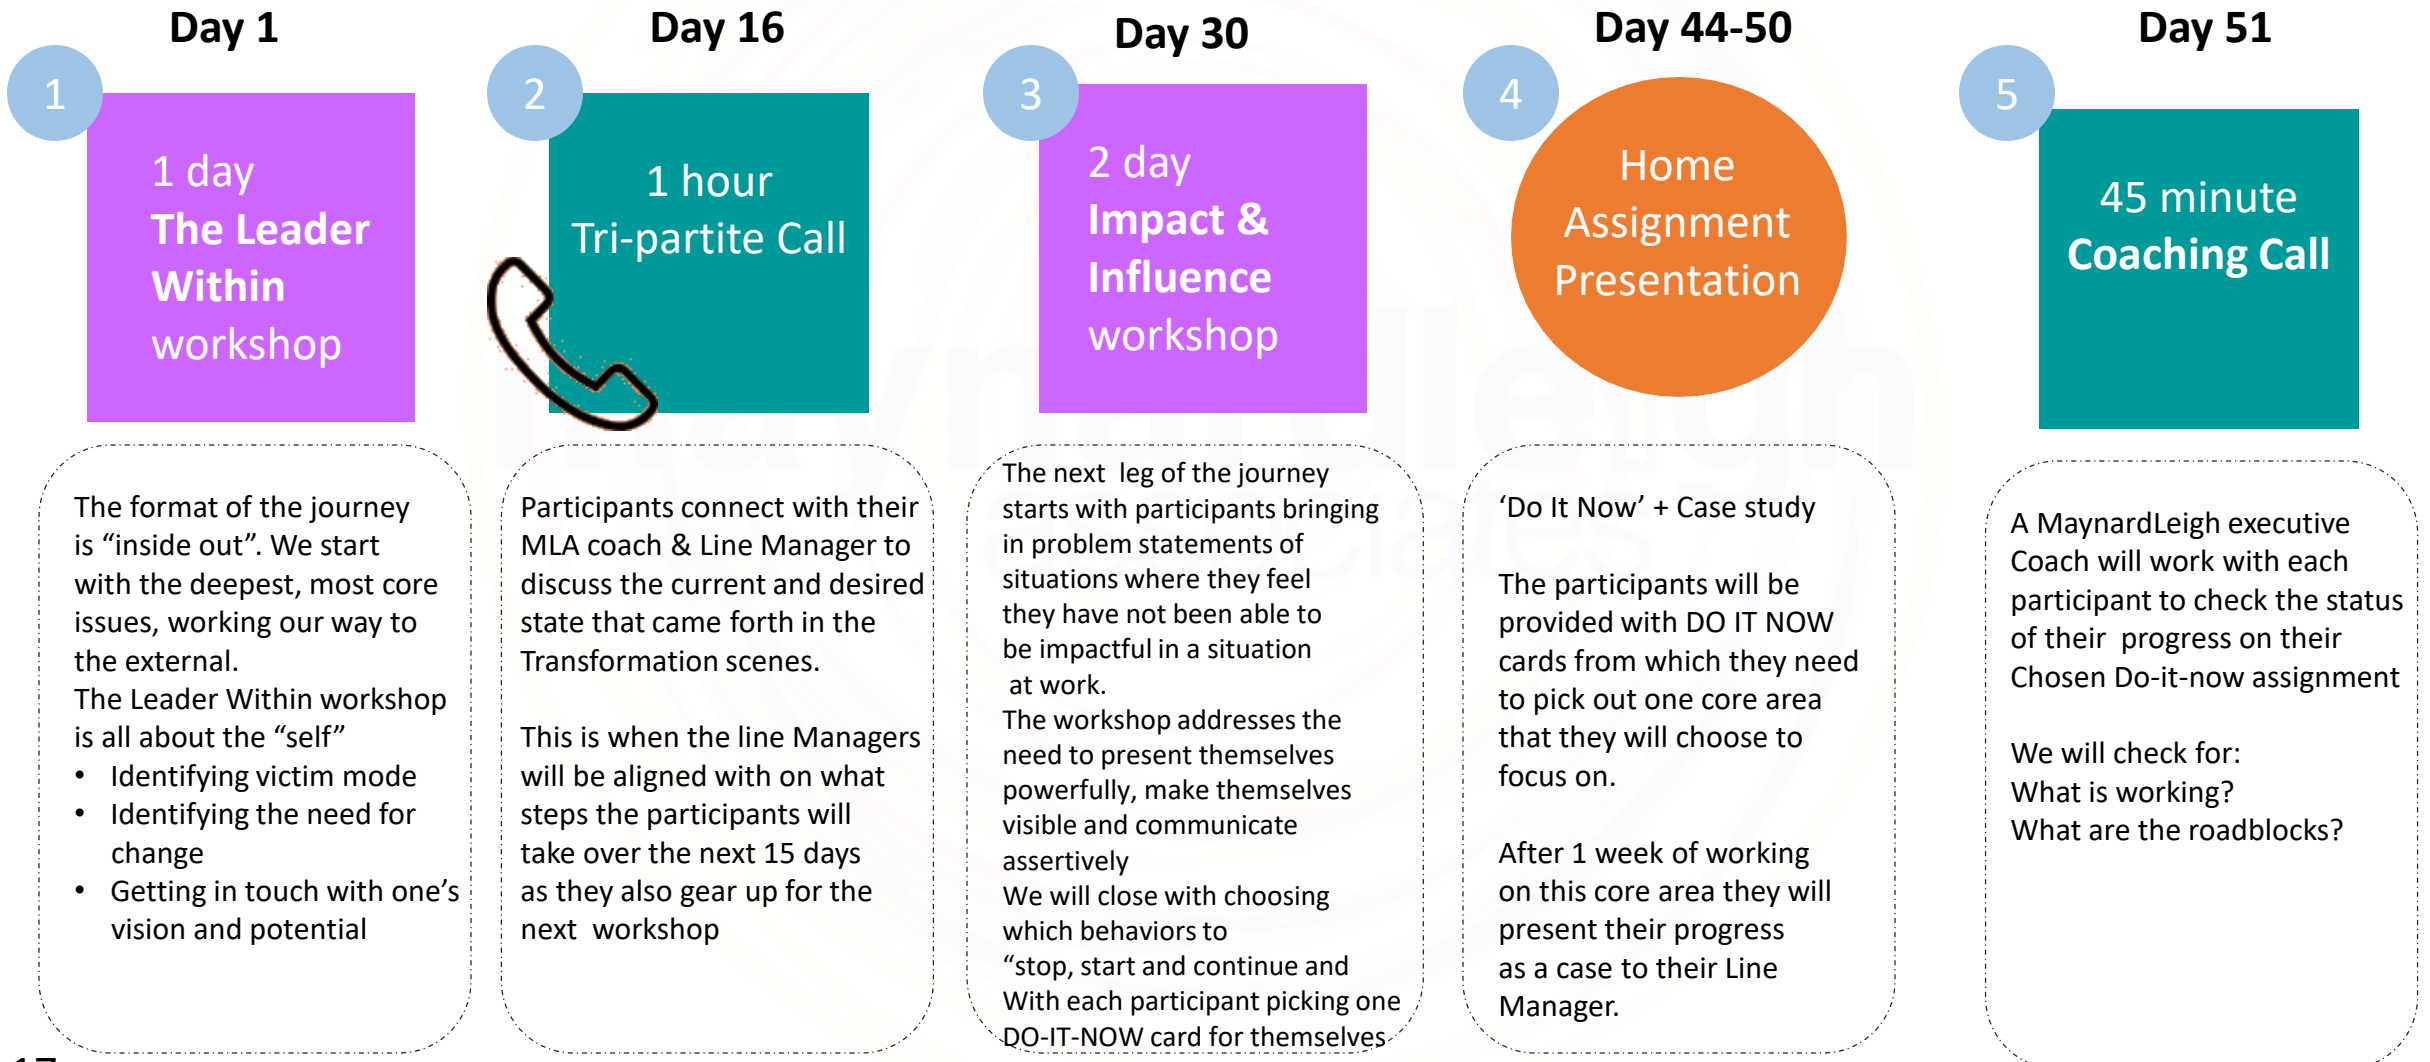 Day 1
1
1 day
The Leader
Within
workshop
The format of the journey
is “inside out”. We start
with the deepest, most core
issues, working our way to
the external.
The Leader Within workshop
is all about the “self”
• Identifying victim mode
• Identifying the need for
change
• Getting in touch with one’s
vision and potential
Day 16
2
1 hour
Tri-partite Call
Participants connect with their
MLA coach & Line Manager to
discuss the current and desired
state that came forth in the
Transformation scenes.
This is when the line Managers
will be aligned with on what
steps the participants will
take over the next 15 days
as they also gear up for the
next workshop
Day 30
3
2 day
Impact &
Influence
workshop
The next leg of the journey
starts with participants bringing
in problem statements of
situations where they feel
they have not been able to
be impactful in a situation
at work.
The workshop addresses the
need to present themselves
powerfully, make themselves
visible and communicate
assertively
We will close with choosing
which behaviors to
“stop, start and continue and
With each participant picking one
DO-IT-NOW card for themselves
Day 44-50
4
Home
Assignment
Presentation
‘Do It Now’ + Case study
The participants will be
provided with DO IT NOW
cards from which they need
to pick out one core area
that they will choose to
focus on.
After 1 week of working
on this core area they will
present their progress
as a case to their Line
Manager.
Day 51
5
45 minute
Coaching Call
A MaynardLeigh executive
Coach will work with each
participant to check the status
of their progress on their
Chosen Do-it-now assignment
We will check for:
What is working?
What are the roadblocks?
maynardleigh
associates